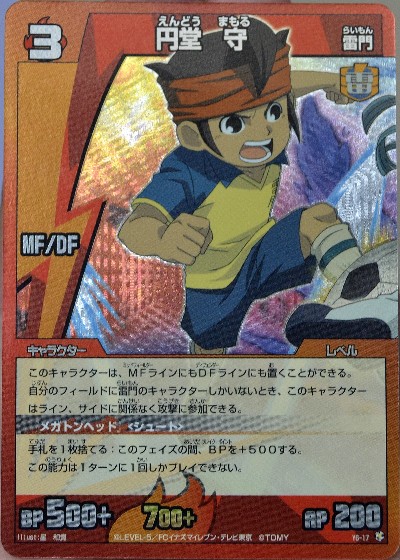 3
えんどう まもる
円堂 守
らいもん
雷門
雷
MF/DF
キャラクター
レベル
このキャラクターは、MFラインにもDFラインにも置くことができる。
自分のフィールドに雷門のキャラクターしかいないとき、このキャラクター
はライン、サイドに関係なく攻撃に参加できる。
メガトンヘッド <シュート>
手札を1枚捨てる:このフェイズの間、BPを+500する。
この能力は1ターンに1回しかプレイできない。
BP 500+
700+
RP 200
Illust:星 和貴
©LEVEL-5/FCイナズマイレブン・テレビ東京 ©TOMY
Y6-17